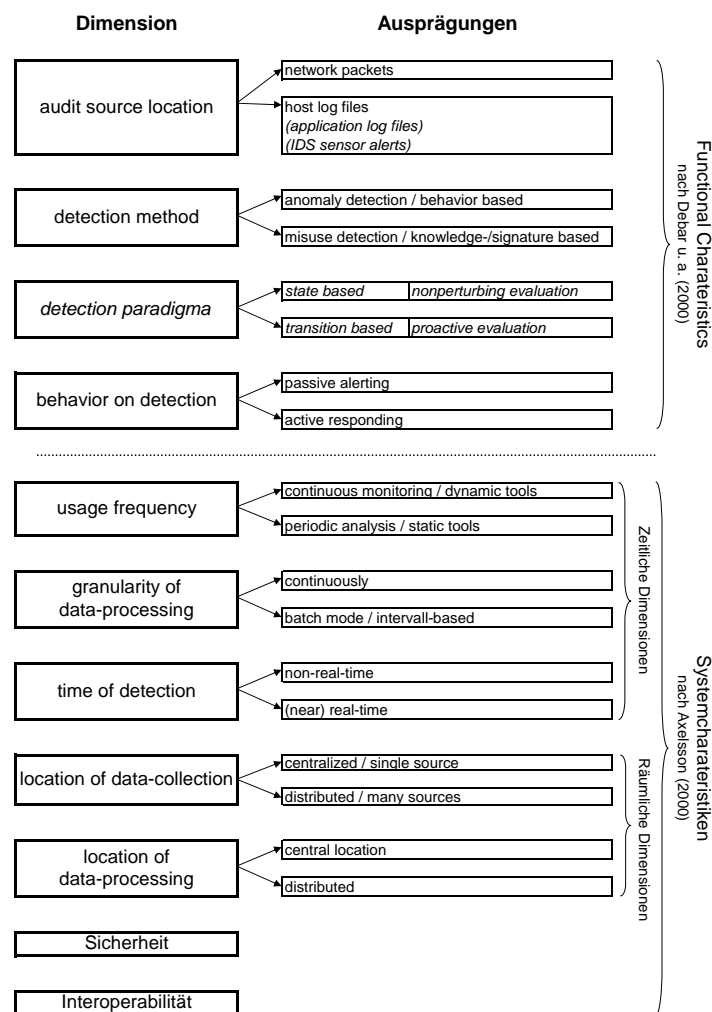 Dimension
Ausprägungen
audit source location
network packets
host log files
(application log files)
(IDS sensor alerts)
detection method
anomaly detection / behavior based
misuse detection / knowledge-/signature based
detection paradigma
state based
nonperturbing evaluation
transition based
proactive evaluation
behavior on detection
passive alerting
active responding
Functional Charateristics
nach Debar u. a. (2000)
usage frequency
continuous monitoring / dynamic tools
periodic analysis / static tools
granularity of
data-processing
continuously
batch mode / intervall-based
time of detection
non-real-time
(near) real-time
Zeitliche Dimensionen
location of data-collection
centralized / single source
distributed / many sources
location of
data-processing
central location
distributed
Räumliche Dimensionen
Sicherheit
Interoperabilität
Systemcharateristiken
nach Axelsson (2000)